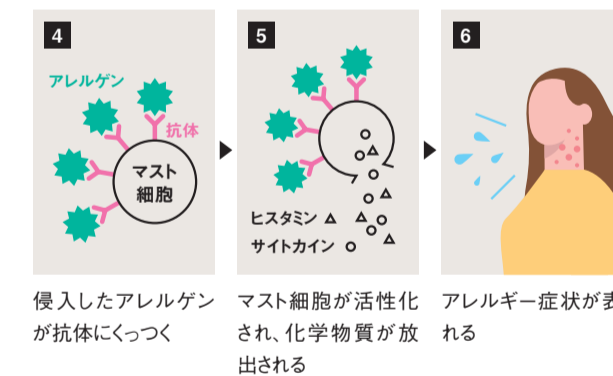 4
アレルゲン
抗体
マスト
細胞
侵入したアレルゲン
が抗体にくっつく
5
ヒスタミン
サイトカイン
マスト細胞が活性化
され、化学物質が放
出される
6
アレルギー症状が表
れる